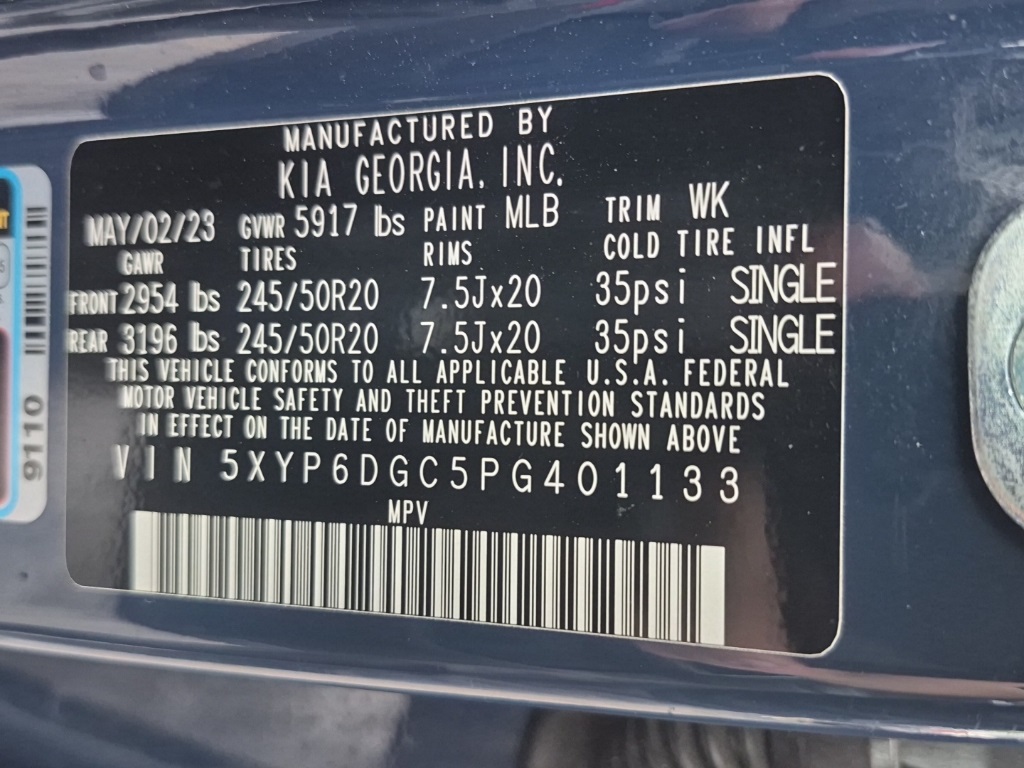 MANUFACTURED BY
KIA GEORGIA, INC.
MAY/02/23 GVWR 5917 lbs PAINT MLB TRIM WK
GAWR TIRES RIMS COLD TIRE INFL
FRONT 2954 lbs 245/50R20 7.5Jx20 35psi SINGLE
REAR 3196 lbs 245/50R20 7.5Jx20 35psi SINGLE
THIS VEHICLE CONFORMS TO ALL APPLICABLE U.S.A. FEDERAL
MOTOR VEHICLE SAFETY AND THEFT PREVENTION STANDARDS
IN EFFECT ON THE DATE OF MANUFACTURE SHOWN ABOVE
VIN 5XYP6DGC5PG401133
MPV
9110